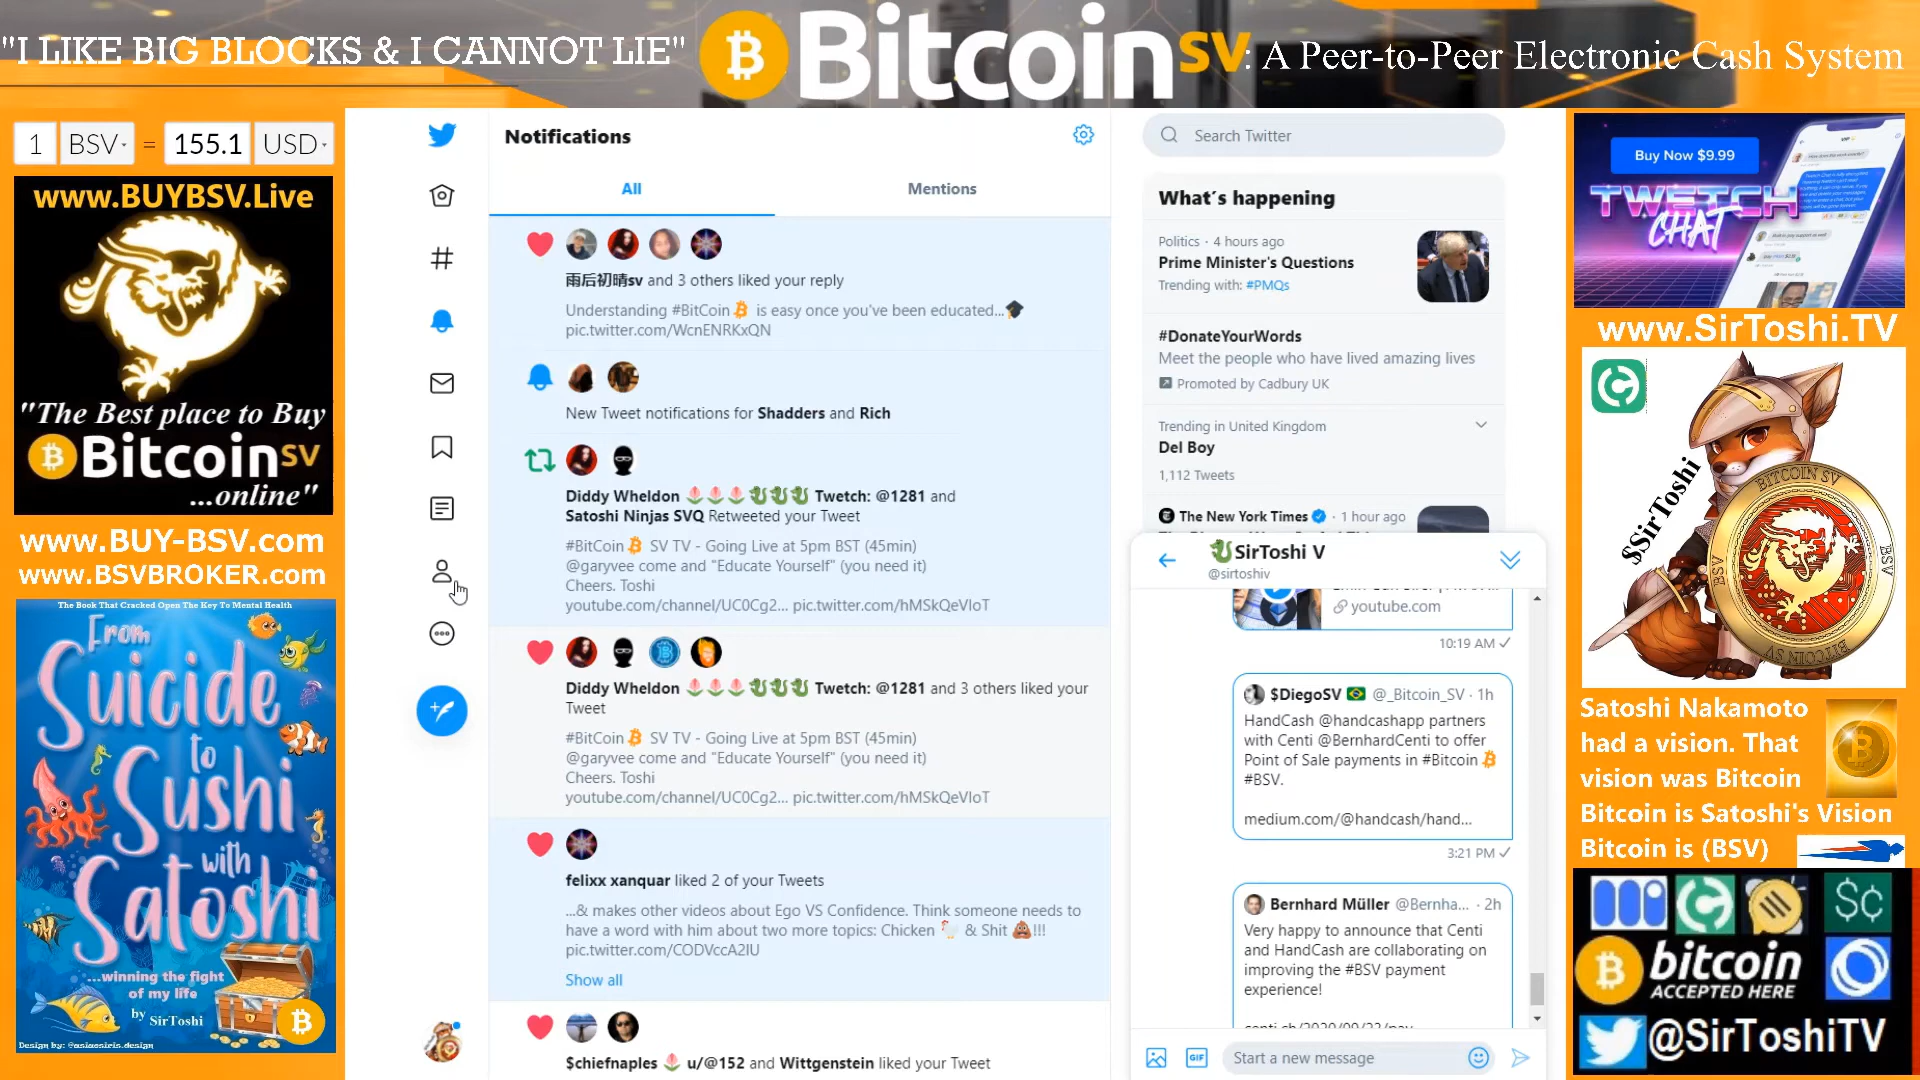 "I LIKE BIG BLOCKS & I CANNOT LIE"
BitcoinSV: A Peer-to-Peer Electronic Cash System
1 BSV = 155.1 USD
www.BUYBSV.Live
"The Best place to Buy
BitcoinSV
...online"
www.BUY-BSV.com
www.BSVBROKER.com
The Book That Cracked Open The Key To Mental Health
From
Suicide
to
Sushi
with
Satoshi
...winning the fight
of my life
by SirToshi
Design by: @asiaosiris.design
Notifications
All
Mentions
雨后初晴sv and 3 others liked your reply
Understanding #BitCoin is easy once you've been educated...🎓
pic.twitter.com/WcnENRKxQN
New Tweet notifications for Shadders and Rich
Diddy Wheldon 🌷🌷🌷🐉🐉🐉 Twetch: @1281 and
Satoshi Ninjas SVQ Retweeted your Tweet
#BitCoin SV TV - Going Live at 5pm BST (45min)
@garyvee come and "Educate Yourself" (you need it)
Cheers. Toshi
youtube.com/channel/UC0Cg2... pic.twitter.com/hMSkQeVIoT
Diddy Wheldon 🌷🌷🌷🐉🐉🐉 Twetch: @1281 and 3 others liked your
Tweet
#BitCoin SV TV - Going Live at 5pm BST (45min)
@garyvee come and "Educate Yourself" (you need it)
Cheers. Toshi
youtube.com/channel/UC0Cg2... pic.twitter.com/hMSkQeVIoT
felixx xanquar liked 2 of your Tweets
...& makes other videos about Ego VS Confidence. Think someone needs to
have a word with him about two more topics: Chicken 🐔 & Shit 💩!!!
pic.twitter.com/CODVccA2IU
Show all
$chiefnaples 🌷 u/@152 and Wittgenstein liked your Tweet
Search Twitter
What's happening
Politics · 4 hours ago
Prime Minister's Questions
Trending with: #PMQs
#DonateYourWords
Meet the people who have lived amazing lives
Promoted by Cadbury UK
Trending in United Kingdom
Del Boy
1,112 Tweets
The New York Times · 1 hour ago
🐉SirToshi V
@sirtoshiv
youtube.com
10:19 AM ✓
$DiegoSV 🇧🇷 @_Bitcoin_SV · 1h
HandCash @handcashapp partners
with Centi @BernhardCenti to offer
Point of Sale payments in #Bitcoin
#BSV.
medium.com/@handcash/hand...
3:21 PM ✓
Bernhard Müller @Bernha... · 2h
Very happy to announce that Centi
and HandCash are collaborating on
improving the #BSV payment
experience!
GIF
Start a new message
Buy Now $9.99
TWETCH
CHAT
www.SirToshi.TV
$SirToshi
BITCOIN SV
BSV
BSV
BITCOIN SV
Satoshi Nakamoto
had a vision. That
vision was Bitcoin
Bitcoin is Satoshi's Vision
Bitcoin is (BSV)
bitcoin
ACCEPTED HERE
@SirToshiTV